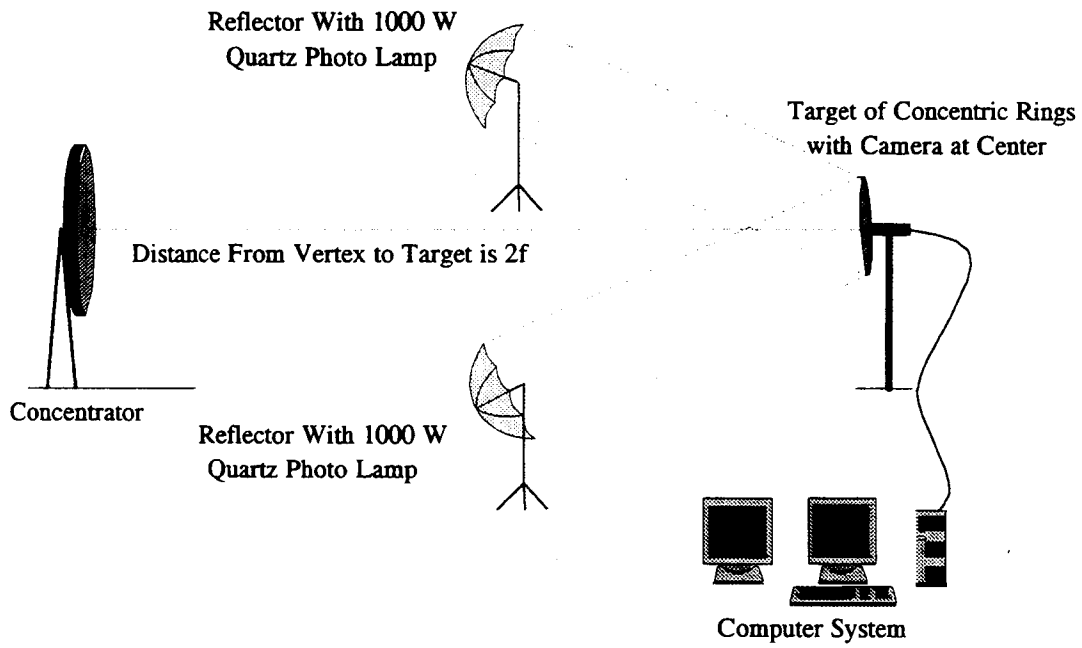 Reflector With 1000 W
Quartz Photo Lamp
Target of Concentric Rings
with Camera at Center
Distance From Vertex to Target is 2f
Concentrator
Reflector With 1000 W
Quartz Photo Lamp
Computer System